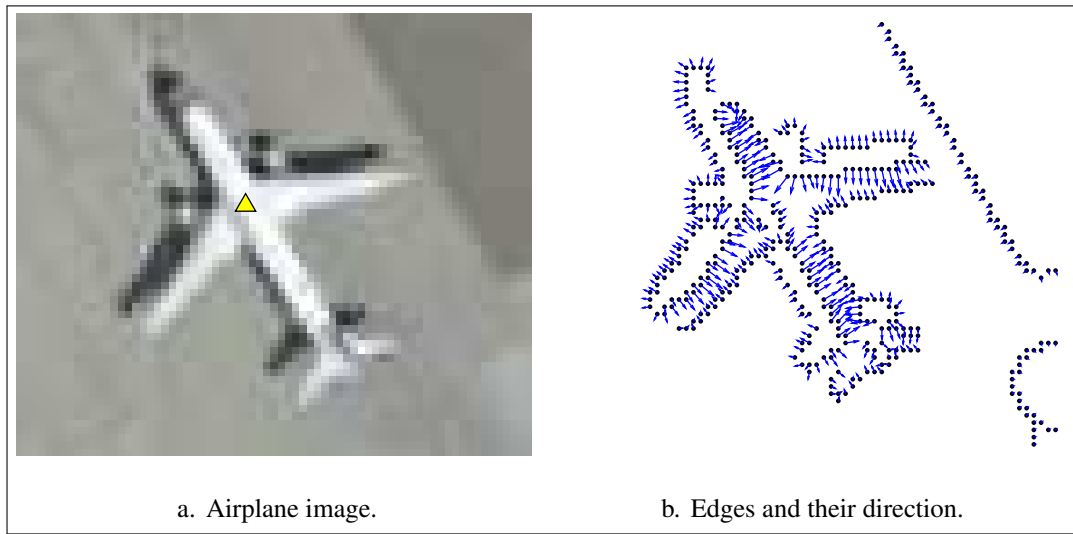 a. Airplane image.
b. Edges and their direction.